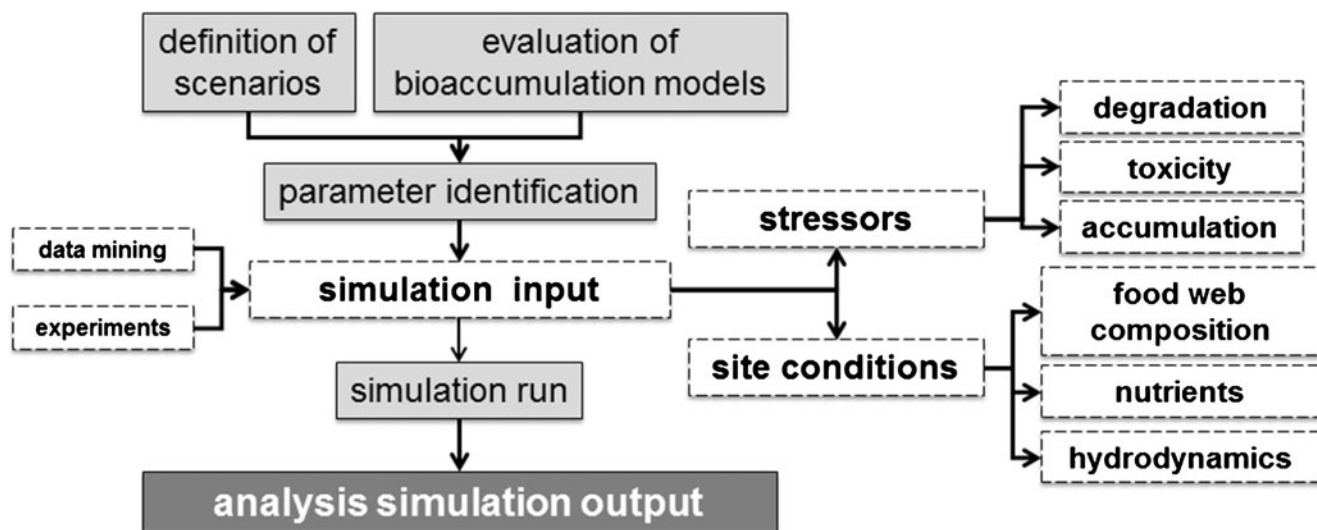 definition of
scenarios
evaluation of
bioaccumulation models
parameter identification
data mining
experiments
simulation input
simulation run
analysis simulation output
stressors
site conditions
degradation
toxicity
accumulation
food web
composition
nutrients
hydrodynamics